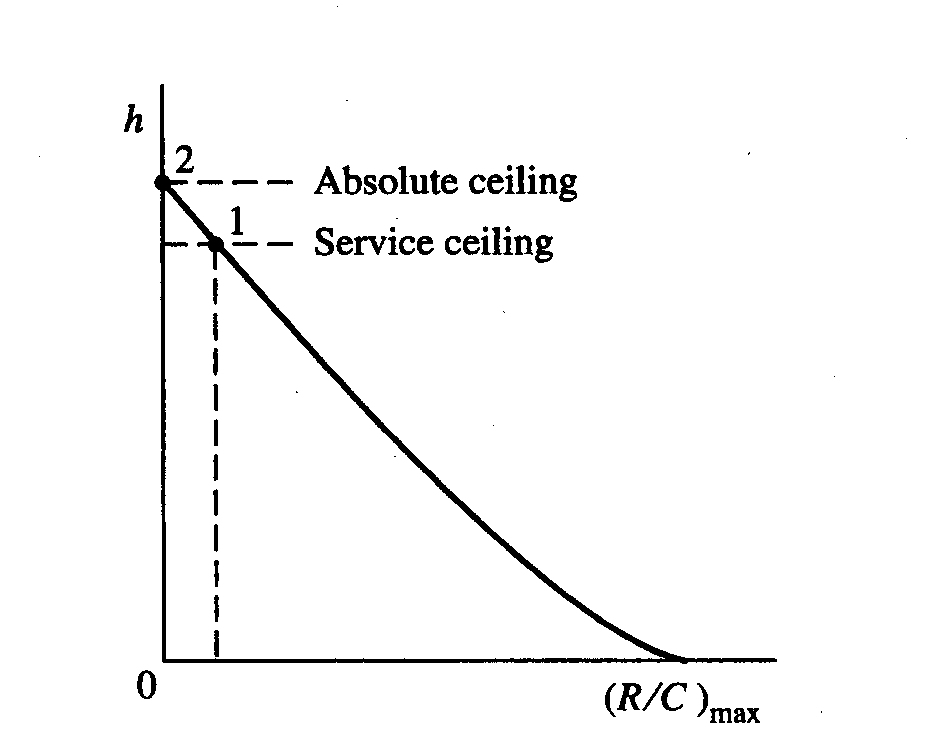 h
2
Absolute ceiling
1
Service ceiling
0
(R/C)max